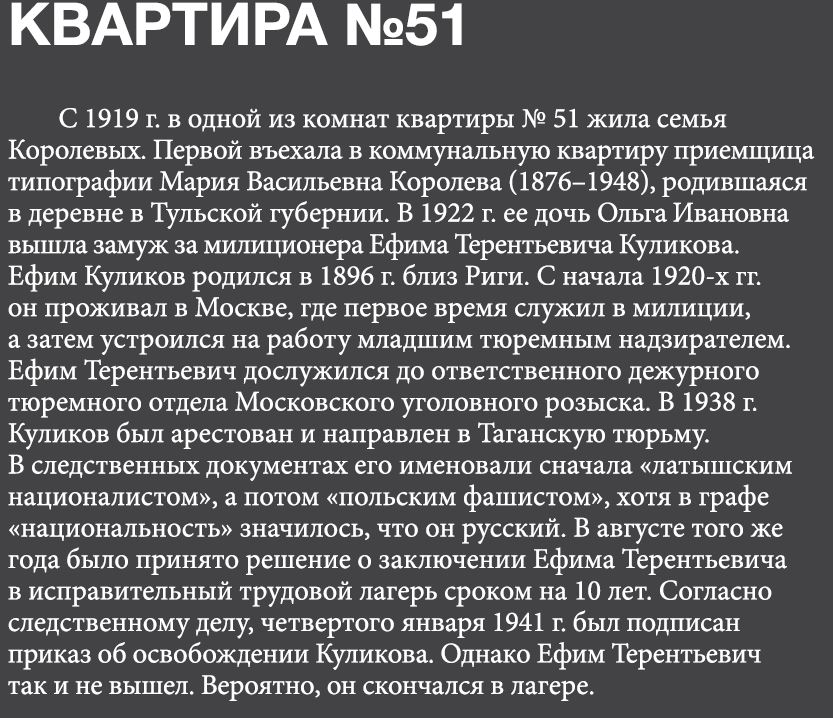 КВАРТИРА №51
С 1919 г. в одной из комнат квартиры № 51 жила семья
Королевых. Первой въехала в коммунальную квартиру приемщица
типографии Мария Васильевна Королева (1876–1948), родившаяся
в деревне в Тульской губернии. В 1922 г. ее дочь Ольга Ивановна
вышла замуж за милиционера Ефима Терентьевича Куликова.
Ефим Куликов родился в 1896 г. близ Риги. С начала 1920-х гг.
он проживал в Москве, где первое время служил в милиции,
а затем устроился на работу младшим тюремным надзирателем.
Ефим Терентьевич дослужился до ответственного дежурного
тюремного отдела Московского уголовного розыска. В 1938 г.
Куликов был арестован и направлен в Таганскую тюрьму.
В следственных документах его именовали сначала «латышским
националистом», а потом «польским фашистом», хотя в графе
«национальность» значилось, что он русский. В августе того же
года было принято решение о заключении Ефима Терентьевича
в исправительный трудовой лагерь сроком на 10 лет. Согласно
следственному делу, четвертого января 1941 г. был подписан
приказ об освобождении Куликова. Однако Ефим Терентьевич
так и не вышел. Вероятно, он скончался в лагере.